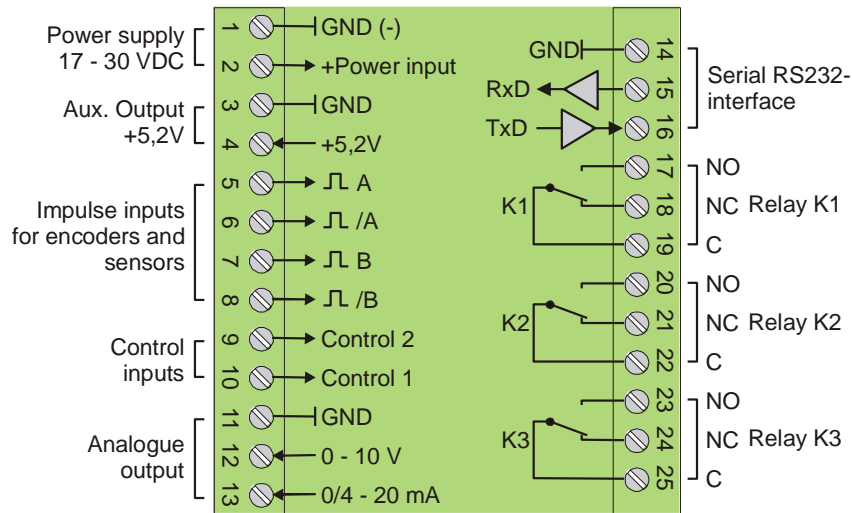 Power supply
17 - 30 VDC
Aux. Output
+5,2V
Impulse inputs
for encoders and
sensors
Control
inputs
Analogue
output
1 GND (-)
2 +Power input
3 GND
4 +5,2V
5 A
6 /A
7 B
8 /B
9 Control 2
10 Control 1
11 GND
12 0 - 10 V
13 0/4 - 20 mA
GND 14
RxD 15
TxD 16
Serial RS232-
interface
17 NO
K1 18 NC Relay K1
19 C
20 NO
K2 21 NC Relay K2
22 C
23 NO
K3 24 NC Relay K3
25 C